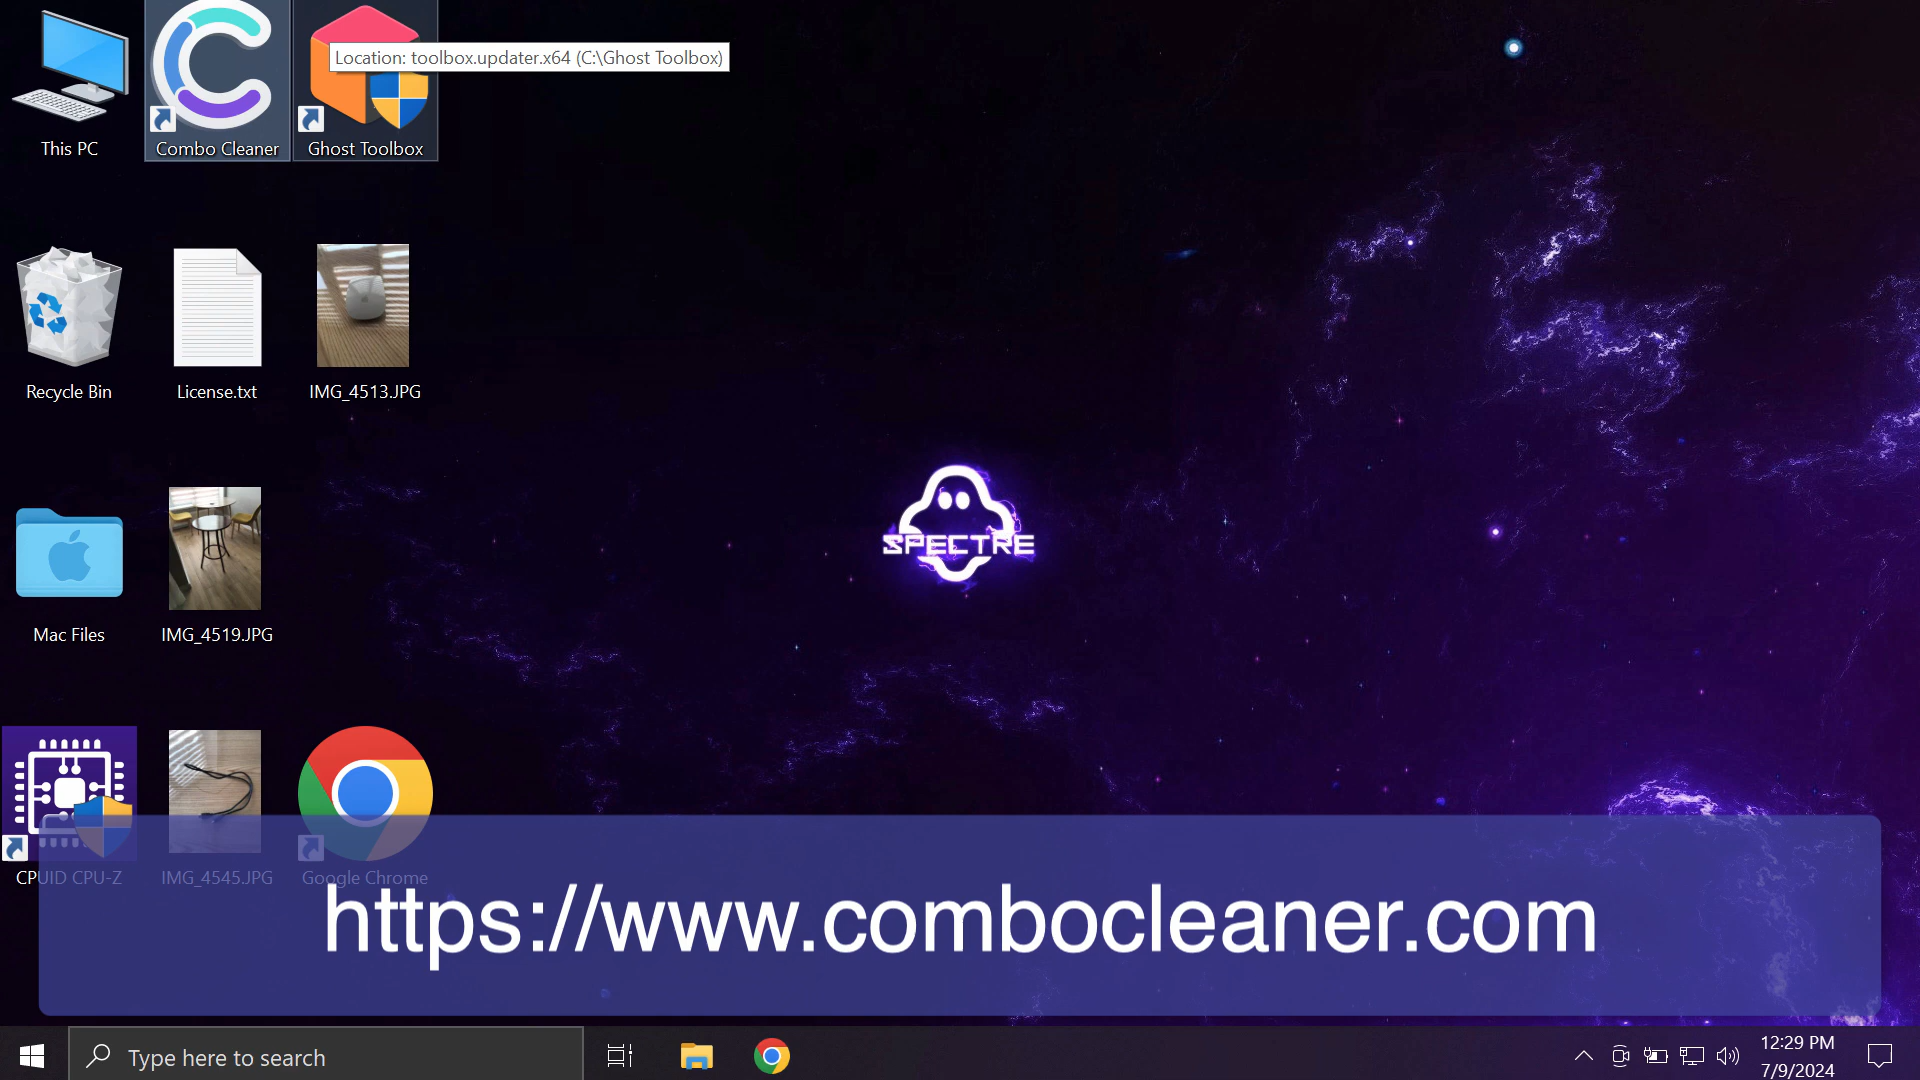 Location: toolbox.updater.x64 (C:\Ghost Toolbox)
This PC
Combo Cleaner
Ghost Toolbox
Recycle Bin
License.txt
IMG_4513.JPG
SPECTRE
Mac Files
IMG_4519.JPG
CPUID CPU-Z
IMG_4545.JPG
Google Chrome
https://www.combocleaner.com
Type here to search
12:29 PM
7/9/2024